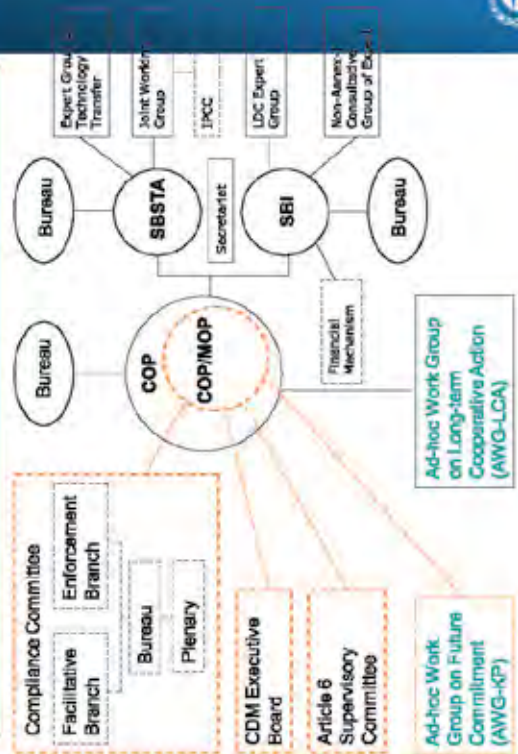 Compliance Committee
Facilitative
Branch
Enforcement
Branch
Bureau
Plenary
CDM Executive
Board
Article 6
Supervisory
Committee
Ad-hoc Work
Group on Future
Commitment
(AWG-KP)
Bureau
COP
COP/MOP
Ad-hoc Work Group
on Long-term
Cooperative Action
(AWG-LCA)
Financial
Mechanism
Secretariat
Bureau
SBSTA
SBI
Bureau
Expert Group
Technology
Transfer
Joint Working
Group
IPCC
LDC Expert
Group
Non-Annex-
Consultative
Group of Expert